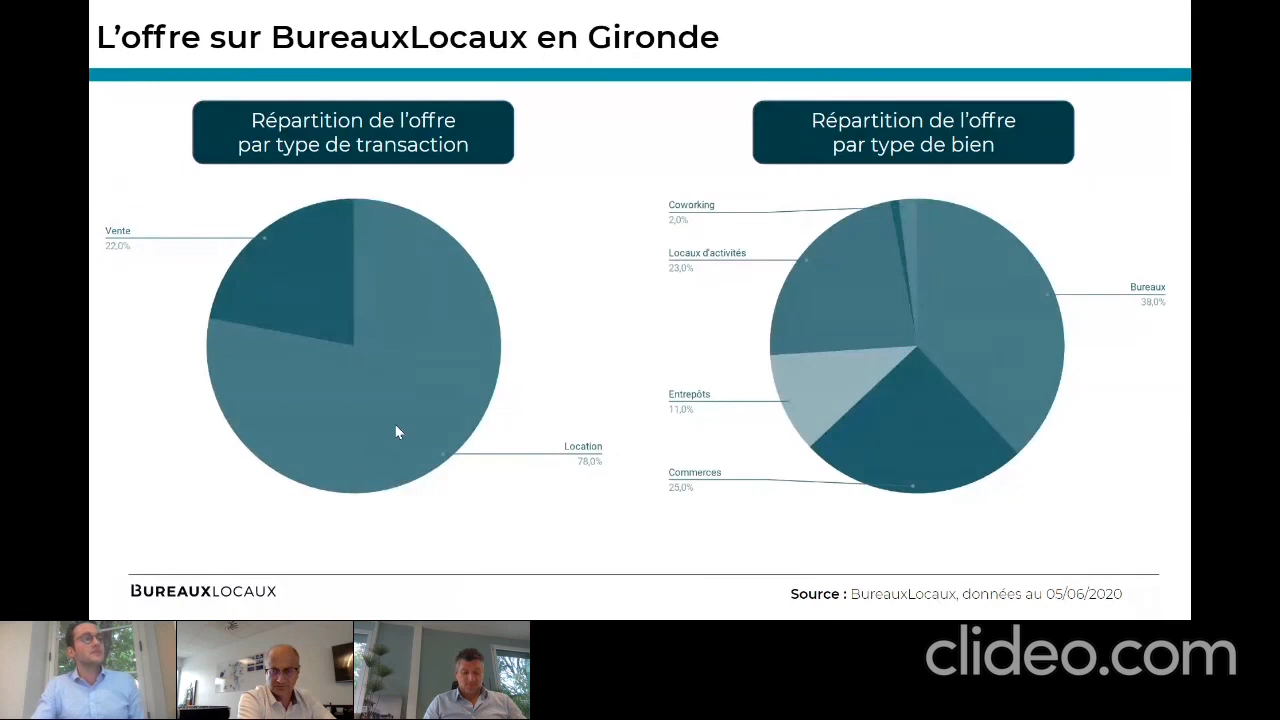 L'offre sur BureauxLocaux en Gironde
Répartition de l'offre
par type de transaction
Vente
22,0%
Location
78,0%
Répartition de l'offre
par type de bien
Coworking
2,0%
Locaux d'activités
23,0%
Bureaux
38,0%
Entrepôts
11,0%
Commerces
25,0%
BUREAUXLOCAUX
Source : BureauxLocaux, données au 05/06/2020
clideo.com